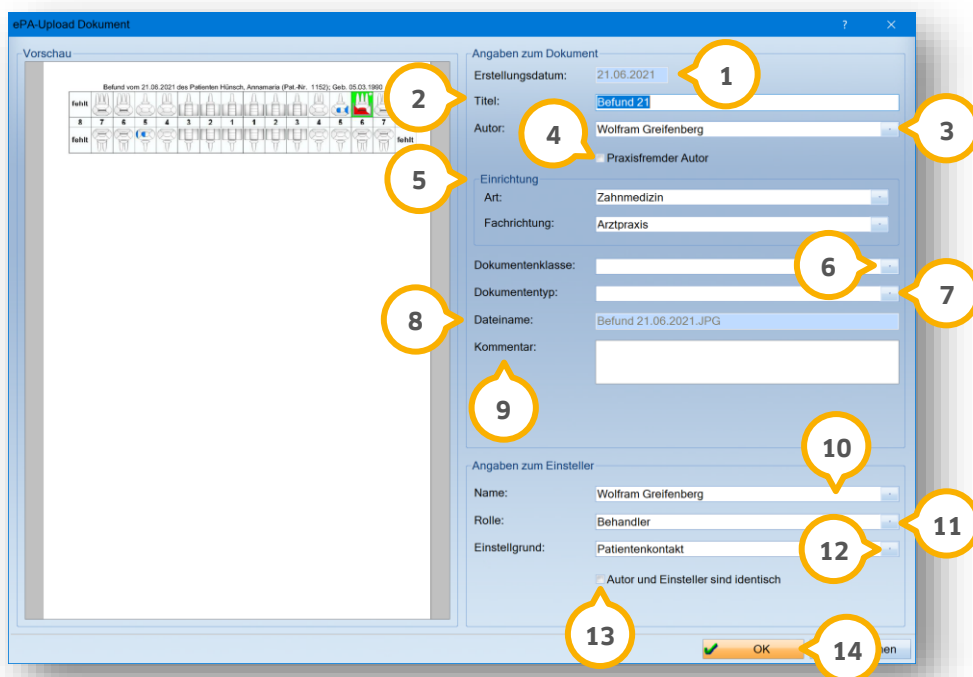 ePA-Upload Dokument ? ×
Vorschau
Befund vom 21.06.2021 des Patienten Hünsch, Annamaria (Pat.-Nr. 1152); Geb. 05.03.1990
fehlt
8 7 6 5 4 3 2 1 1 2 3 4 5 6 7
fehlt fehlt
Angaben zum Dokument
Erstellungsdatum: 21.06.2021 1
2 Titel: Befund 21
Autor: Wolfram Greifenberg 3
4 Praxisfremder Autor
5 Einrichtung
Art: Zahnmedizin
Fachrichtung: Arztpraxis
Dokumentenklasse: 6
Dokumententyp: 7
8 Dateiname: Befund 21.06.2021.JPG
Kommentar:
9
10
Angaben zum Einsteller
Name: Wolfram Greifenberg
Rolle: Behandler 11
Einstellgrund: Patientenkontakt 12
Autor und Einsteller sind identisch
13
OK 14